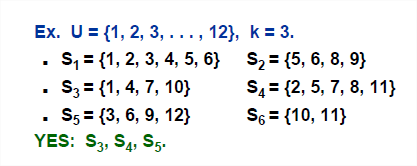 Ex. U = {1, 2, 3, . . . , 12}, k = 3.
▪ S₁ = {1, 2, 3, 4, 5, 6} S₂ = {5, 6, 8, 9}
▪ S₃ = {1, 4, 7, 10} S₄ = {2, 5, 7, 8, 11}
▪ S₅ = {3, 6, 9, 12} S₆ = {10, 11}
YES: S₃, S₄, S₅.